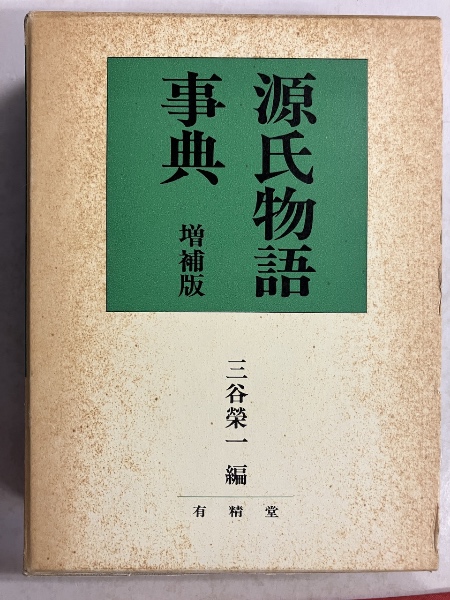 源氏物語
事典 増補版
三谷榮一 編
有精堂